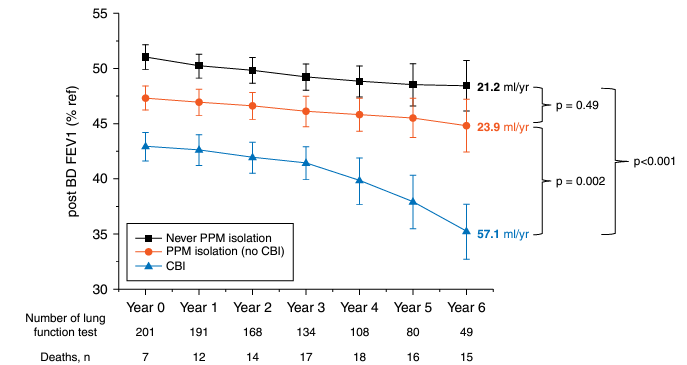 post BD FEV1 (% ref)
55
50
45
40
35
30
21.2 ml/yr
23.9 ml/yr
57.1 ml/yr
p = 0.49
p = 0.002
p<0.001
Never PPM isolation
PPM isolation (no CBI)
CBI
Year 0 Year 1 Year 2 Year 3 Year 4 Year 5 Year 6
Number of lung
function test 201 191 168 134 108 80 49
Deaths, n 7 12 14 17 18 16 15